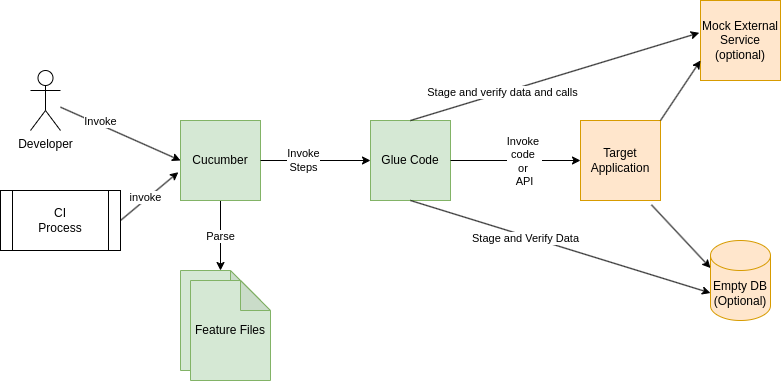 Mock External
Service
(optional)
Stage and verify data and calls
Invoke
Developer
Cucumber
Invoke
Steps
Glue Code
Invoke
code
or
API
Target
Application
invoke
CI
Process
Parse
Stage and Verify Data
Empty DB
(Optional)
Feature Files